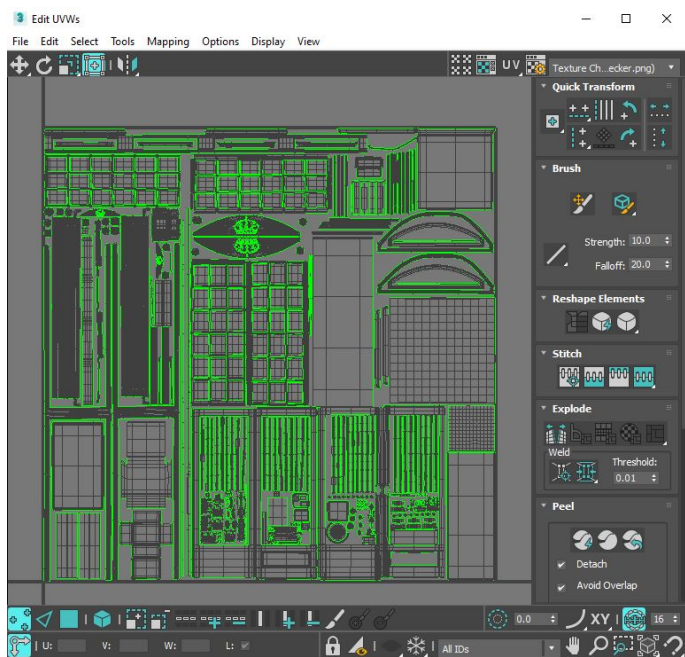 3 Edit UVWs
File Edit Select Tools Mapping Options Display View
UV Texture Ch...ecker.png)
Quick Transform
Brush
Strength: 10.0
Falloff: 20.0
Reshape Elements
Stitch
Explode
Weld
Threshold:
0.01
Peel
Detach
Avoid Overlap
0.0 XY 16
U: V: W: L: All IDs